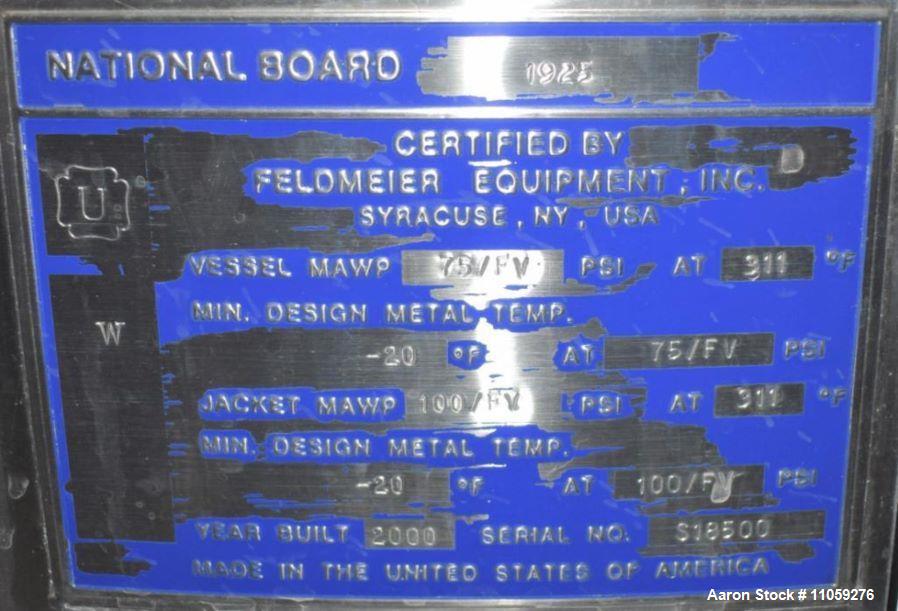 NATIONAL BOARD 1925
CERTIFIED BY
FELDMEIER EQUIPMENT, INC.
SYRACUSE, NY, USA
U
VESSEL MAWP 75/FV PSI AT 311 °F
MIN. DESIGN METAL TEMP.
W
-20 °F AT 75/FV PSI
JACKET MAWP 100/FV PSI AT 311 °F
MIN. DESIGN METAL TEMP.
-20 °F AT 100/FV PSI
YEAR BUILT 2000 SERIAL NO. S18500
MADE IN THE UNITED STATES OF AMERICA
Aaron Stock # 11059276